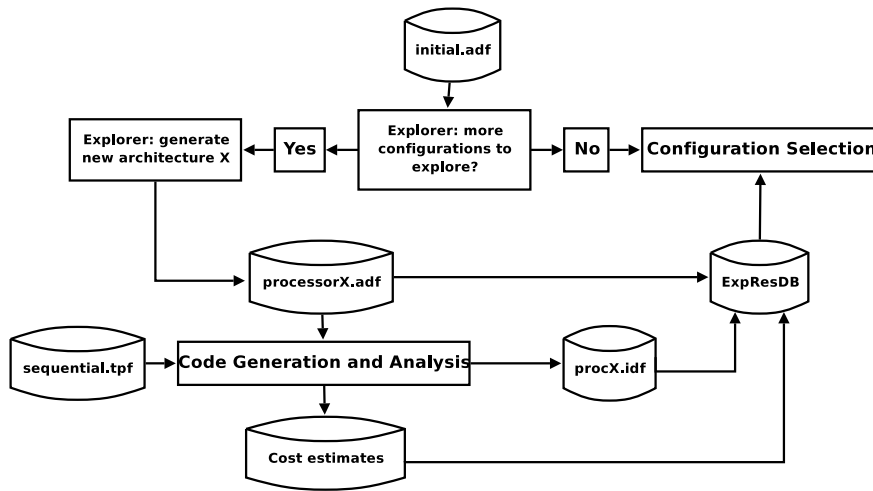 initial.adf
Explorer: generate
new architecture X
Yes
Explorer: more
configurations to
explore?
No
Configuration Selection
processorX.adf
ExpResDB
sequential.tpf
Code Generation and Analysis
procX.idf
Cost estimates